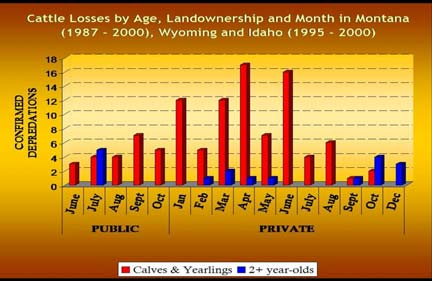 Cattle Losses by Age, Landownership and Month in Montana
(1987 - 2000), Wyoming and Idaho (1995 - 2000)
CONFIRMED
DEPREDATIONS
18
16
14
12
10
8
6
4
2
0
June July Aug Sept Oct Jan Feb Mar Apr May June July Aug Sept Oct Dec
PUBLIC PRIVATE
Calves & Yearlings 2+ year-olds